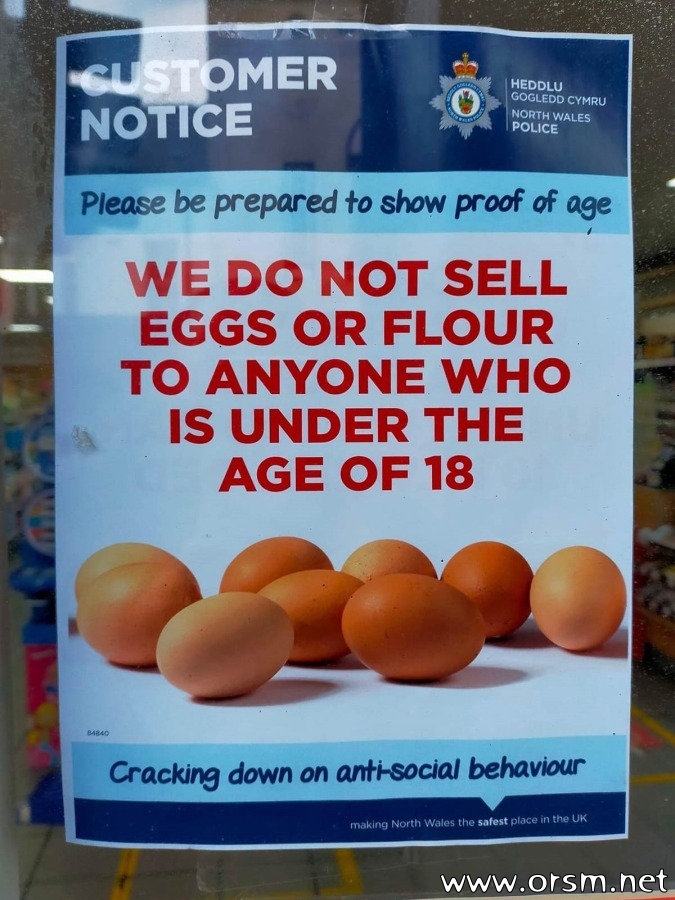 CUSTOMER
NOTICE
HEDDLU
GOGLEDD CYMRU
NORTH WALES
POLICE
Please be prepared to show proof of age
WE DO NOT SELL
EGGS OR FLOUR
TO ANYONE WHO
IS UNDER THE
AGE OF 18
S4840
Cracking down on anti-social behaviour
making North Wales the safest place in the UK
www.orsm.net